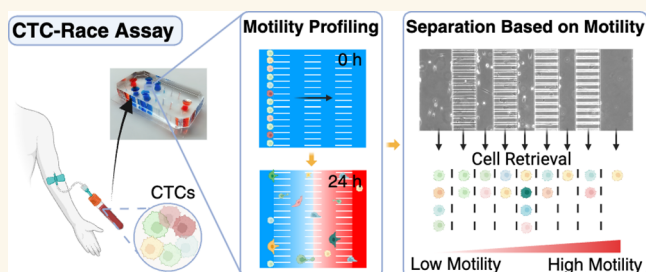 CTC-Race Assay
CTCs
Motility Profiling
0 h
24 h
Separation Based on Motility
Cell Retrieval
Low Motility
High Motility